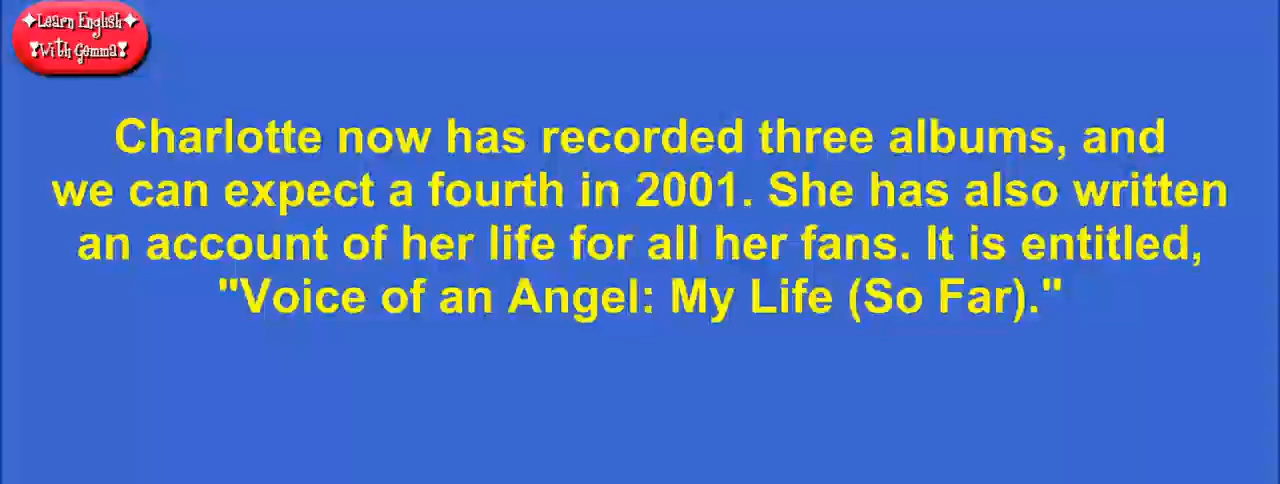 ✦Learn English✦
❣With Gemma❣
Charlotte now has recorded three albums, and
we can expect a fourth in 2001. She has also written
an account of her life for all her fans. It is entitled,
"Voice of an Angel: My Life (So Far)."